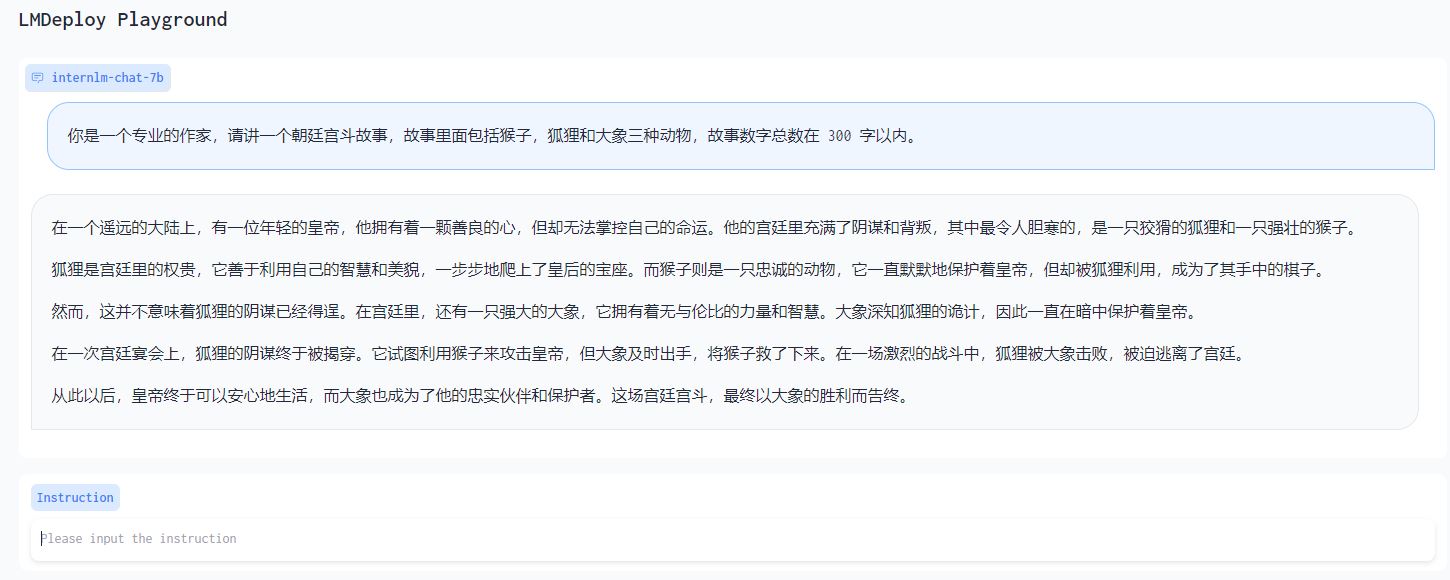 LMDeploy Playground
internlm-chat-7b
你是一个专业的作家，请讲一个朝廷宫斗故事，故事里面包括猴子，狐狸和大象三种动物，故事数字总数在 300 字以内。
在一个遥远的大陆上，有一位年轻的皇帝，他拥有着一颗善良的心，但却无法掌控自己的命运。他的宫廷里充满了阴谋和背叛，其中最令人胆寒的，是一只狡猾的狐狸和一只强壮的猴子。
狐狸是宫廷里的权贵，它善于利用自己的智慧和美貌，一步步地爬上了皇后的宝座。而猴子则是一只忠诚的动物，它一直默默地保护着皇帝，但却被狐狸利用，成为了其手中的棋子。
然而，这并不意味着狐狸的阴谋已经得逞。在宫廷里，还有一只强大的大象，它拥有着无与伦比的力量和智慧。大象深知狐狸的诡计，因此一直在暗中保护着皇帝。
在一次宫廷宴会上，狐狸的阴谋终于被揭穿。它试图利用猴子来攻击皇帝，但大象及时出手，将猴子救了下来。在一场激烈的战斗中，狐狸被大象击败，被迫逃离了宫廷。
从此以后，皇帝终于可以安心地生活，而大象也成为了他的忠实伙伴和保护者。这场宫廷宫斗，最终以大象的胜利而告终。
Instruction
Please input the instruction